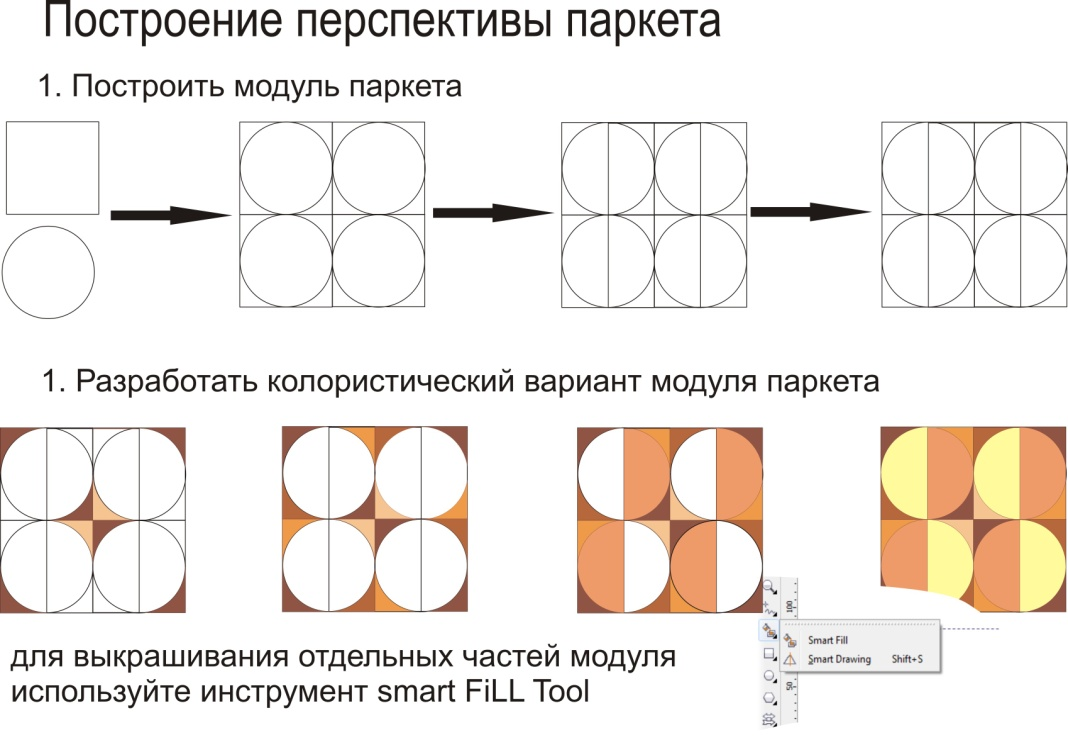 Построение перспективы паркета
1. Построить модуль паркета
1. Разработать колористический вариант модуля паркета
100
Smart Fill
Smart Drawing Shift+S
50
для выкрашивания отдельных частей модуля
используйте инструмент smart FiLL Tool